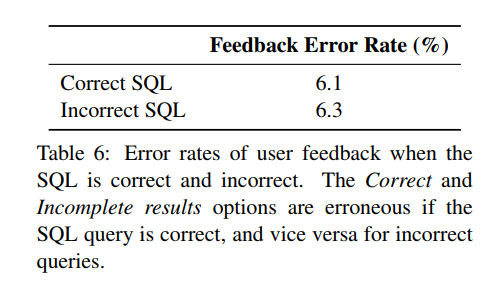 Feedback Error Rate (%)
Correct SQL 6.1
Incorrect SQL 6.3
Table 6: Error rates of user feedback when the
SQL is correct and incorrect. The Correct and
Incomplete results options are erroneous if the
SQL query is correct, and vice versa for incorrect
queries.